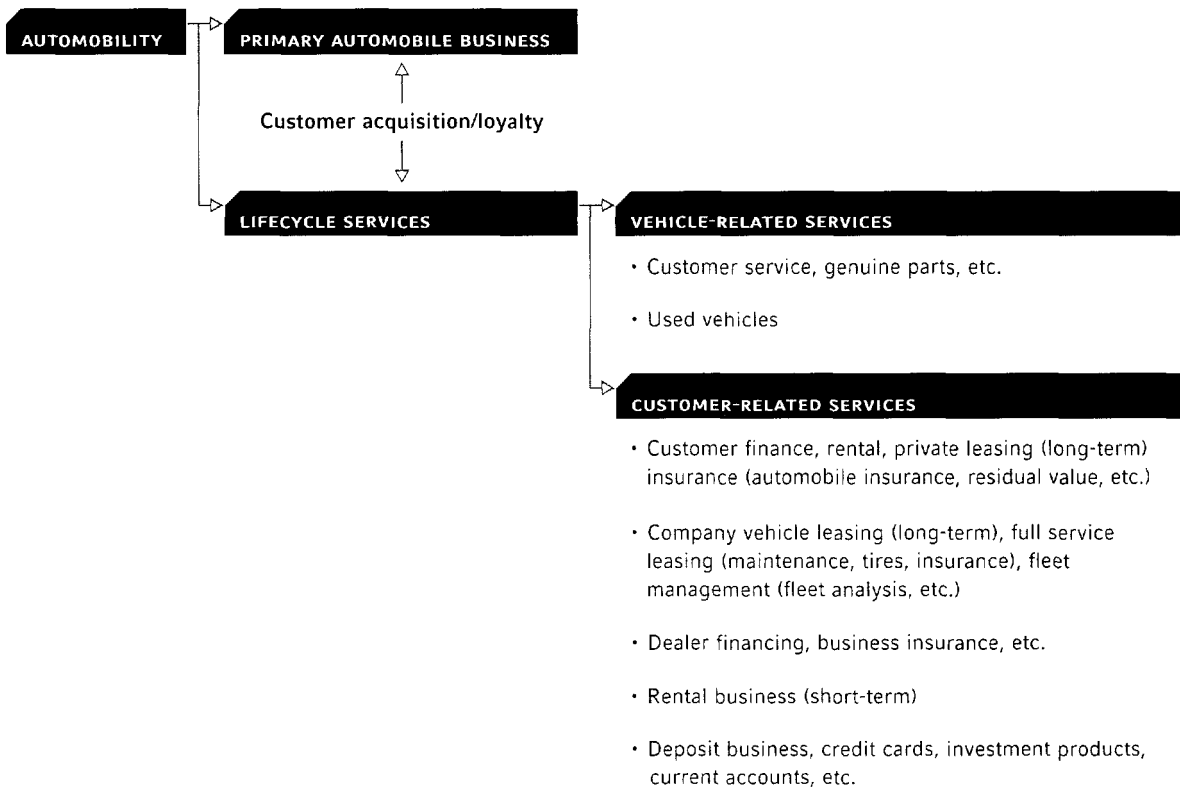 AUTOMOBILITY
PRIMARY AUTOMOBILE BUSINESS
Customer acquisition/loyalty
LIFECYCLE SERVICES
VEHICLE-RELATED SERVICES
· Customer service, genuine parts, etc.
· Used vehicles
CUSTOMER-RELATED SERVICES
· Customer finance, rental, private leasing (long-term)
insurance (automobile insurance, residual value, etc.)
· Company vehicle leasing (long-term), full service
leasing (maintenance, tires, insurance), fleet
management (fleet analysis, etc.)
· Dealer financing, business insurance, etc.
· Rental business (short-term)
· Deposit business, credit cards, investment products,
current accounts, etc.